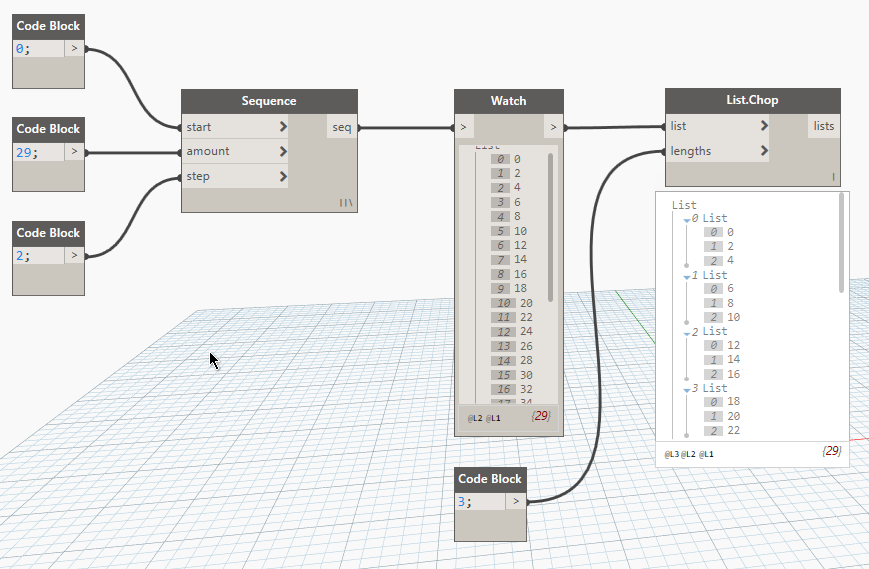 Code Block
0;
>
Code Block
29;
>
Code Block
2;
>
Sequence
start >
seq
amount >
step >
||\
Watch
> >
List
0 0
1 2
2 4
3 6
4 8
5 10
6 12
7 14
8 16
9 18
10 20
11 22
12 24
13 26
14 28
15 30
16 32
17 34
@L2 @L1 {29}
Code Block
3;
>
List.Chop
list >
lists
lengths >
|
List
0 List
0 0
1 2
2 4
1 List
0 6
1 8
2 10
2 List
0 12
1 14
2 16
3 List
0 18
1 20
2 22
@L3 @L2 @L1 {29}